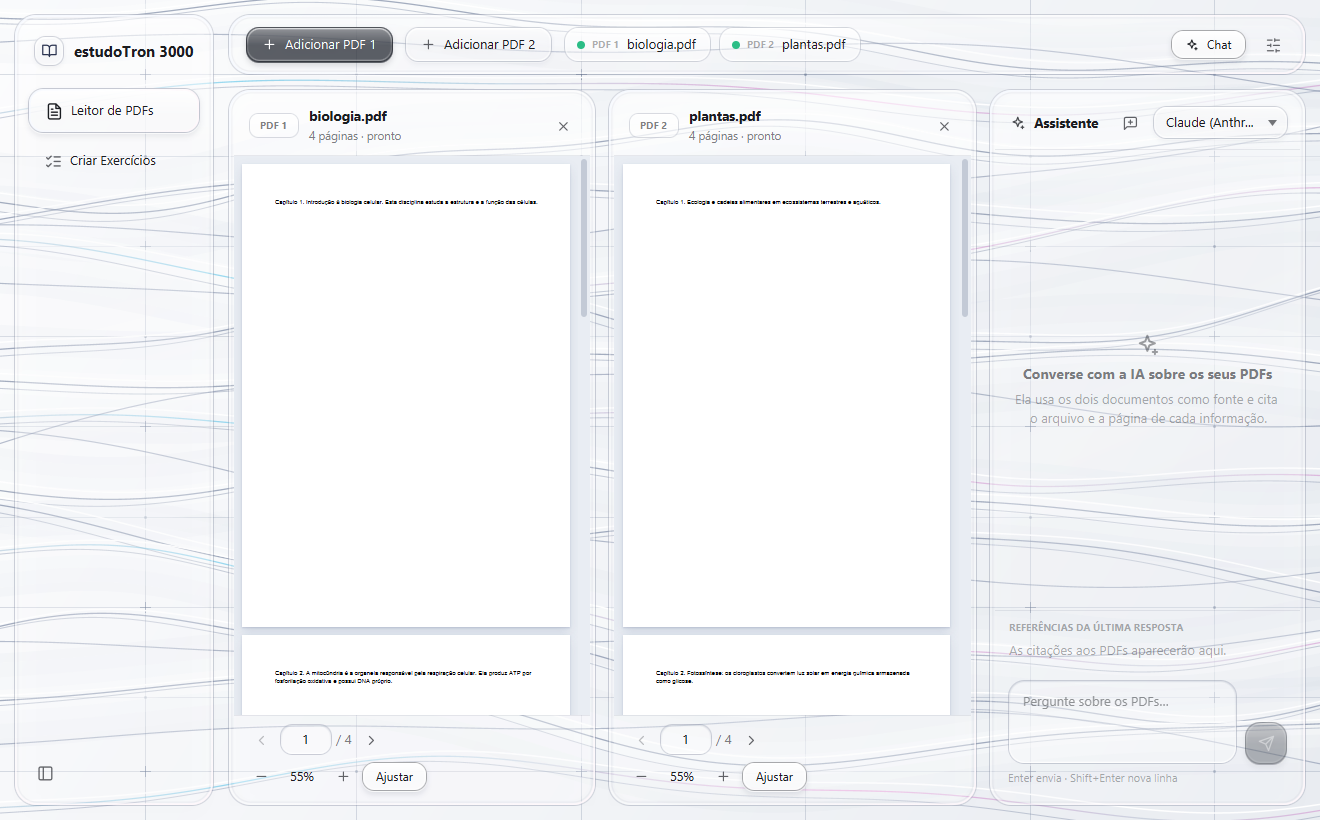 estudoTron 3000
Leitor de PDFs
Criar Exercícios
Adicionar PDF 1
Adicionar PDF 2
PDF 1 biologia.pdf
PDF 2 plantas.pdf
Chat
PDF 1
biologia.pdf
4 páginas · pronto
Capítulo 1. Introdução à biologia celular. Esta disciplina estuda a estrutura e a função das células.
Capítulo 2. A mitocôndria é a organela responsável pela respiração celular. Ela produz ATP por
fosforilação oxidativa e possui DNA próprio.
1 / 4
55%
Ajustar
PDF 2
plantas.pdf
4 páginas · pronto
Capítulo 1. Ecologia e cadeias alimentares em ecossistemas terrestres e aquáticos.
Capítulo 2. Fotossíntese: os cloroplastos convertem luz solar em energia química armazenada
como glicose.
1 / 4
55%
Ajustar
Assistente
Claude (Anthr...
Converse com a IA sobre os seus PDFs
Ela usa os dois documentos como fonte e cita
o arquivo e a página de cada informação.
REFERÊNCIAS DA ÚLTIMA RESPOSTA
As citações aos PDFs aparecerão aqui.
Pergunte sobre os PDFs...
Enter envia · Shift+Enter nova linha